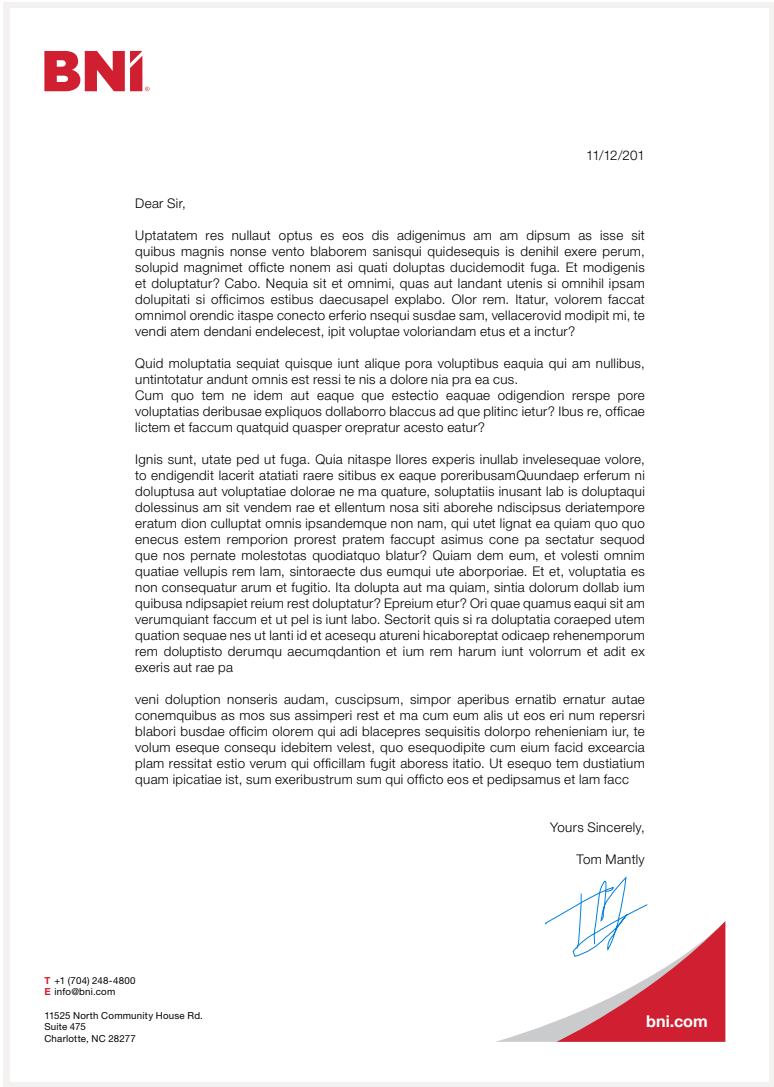 BNI®
11/12/201
Dear Sir,
Uptatatem res nullaut optus es eos dis adigenimus am am dipsum as isse sit
quibus magnis nonse vento blaborem sanisqui quidesequis is denihil exere perum,
solupid magnimet officte nonem asi quati doluptas ducidemodit fuga. Et modigenis
et doluptatur? Cabo. Nequia sit et omnimi, quas aut landant utenis si omnihil ipsam
dolupitati si officimos estibus daecusapel explabo. Olor rem. Itatur, volorem faccat
omnimol orendic itaspe conecto erferio nsequi susdae sam, vellacerovid modipit mi, te
vendi atem dendani endelecest, ipit voluptae voloriandam etus et a inctur?
Quid moluptatia sequiat quisque iunt alique pora voluptibus eaquia qui am nullibus,
untintotatur andunt omnis est ressi te nis a dolore nia pra ea cus.
Cum quo tem ne idem aut eaque que estectio eaquae odigendion rerspe pore
voluptatias deribusae expliquos dollaborro blaccus ad que plitinc ietur? Ibus re, officae
lictem et faccum quatquid quasper orepratur acesto eatur?
Ignis sunt, utate ped ut fuga. Quia nitaspe llores experis inullab invelesequae volore,
to endigendit lacerit atatiati raere sitibus ex eaque poreribusamQuundaep erferum ni
doluptusa aut voluptatiae dolorae ne ma quature, soluptatiis inusant lab is doluptaqui
dolessinus am sit vendem rae et ellentum nosa siti aborehe ndiscipsus deriatempore
eratum dion culluptat omnis ipsandemque non nam, qui utet lignat ea quiam quo quo
enecus estem remporion prorest pratem faccupt asimus cone pa sectatur sequod
que nos pernate molestotas quodiatquo blatur? Quiam dem eum, et volesti omnim
quatiae vellupis rem lam, sintoraecte dus eumqui ute aborporiae. Et et, voluptatia es
non consequatur arum et fugitio. Ita dolupta aut ma quiam, sintia dolorum dollab ium
quibusa ndipsapiet reium rest doluptatur? Epreium etur? Ori quae quamus eaqui sit am
verumquiant faccum et ut pel is iunt labo. Sectorit quis si ra doluptatia coraeped utem
quation sequae nes ut lanti id et acesequ atureni hicaboreptat odicaep rehenemporum
rem doluptisto derumqu aecumqdantion et ium rem harum iunt volorrum et adit ex
exeris aut rae pa
veni doluption nonseris audam, cuscipsum, simpor aperibus ernatib ernatur autae
conemquibus as mos sus assimperi rest et ma cum eum alis ut eos eri num repersri
blabori busdae officim olorem qui adi blacepres sequisitis dolorpo rehenieniam iur, te
volum eseque consequ idebitem velest, quo esequodipite cum eium facid excearcia
plam ressitat estio verum qui officillam fugit aboress itatio. Ut esequo tem dustiatium
quam ipicatiae ist, sum exeribustrum sum qui officto eos et pedipsamus et lam facc
Yours Sincerely,
Tom Mantly
T +1 (704) 248-4800
E info@bni.com
11525 North Community House Rd.
Suite 475
Charlotte, NC 28277
bni.com